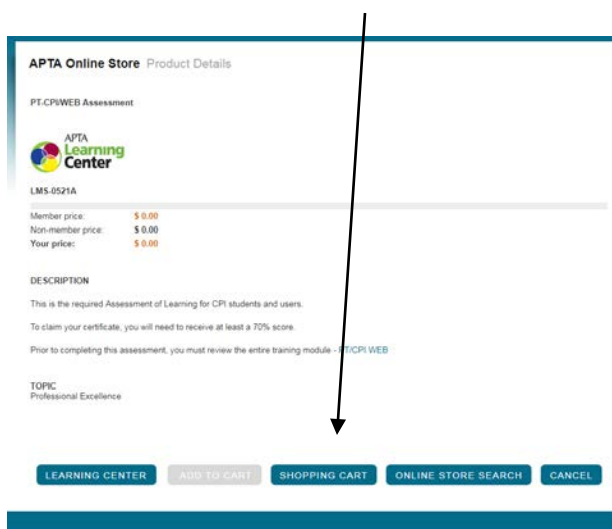 APTA Online Store Product Details
PT-CPI/WEB Assessment
APTA
Learning
Center
LMS-0521A
Member price: $ 0.00
Non-member price: $ 0.00
Your price: $ 0.00
DESCRIPTION
This is the required Assessment of Learning for CPI students and users.
To claim your certificate, you will need to receive at least a 70% score.
Prior to completing this assessment, you must review the entire training module - PT/CPI WEB
TOPIC
Professional Excellence
LEARNING CENTER ADD TO CART SHOPPING CART ONLINE STORE SEARCH CANCEL